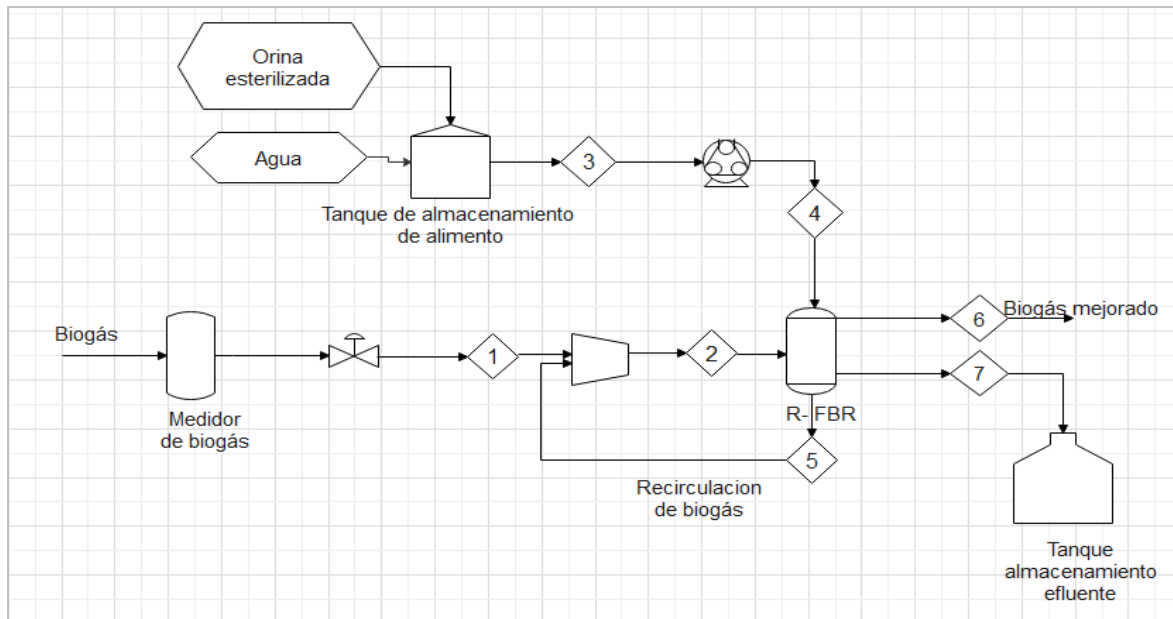 Orina
esterilizada
Agua
3
Tanque de almacenamiento
de alimento
4
Biogás
1
2
6
Biogás mejorado
7
Medidor
de biogás
R- FBR
5
Recirculacion
de biogás
Tanque
almacenamiento
efluente